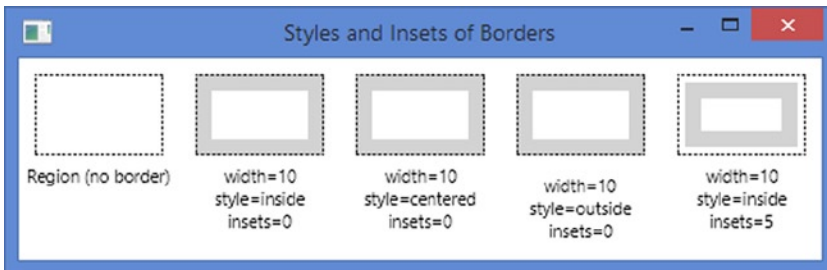 Styles and Insets of Borders
Region (no border)
width=10
style=inside
insets=0
width=10
style=centered
insets=0
width=10
style=outside
insets=0
width=10
style=inside
insets=5